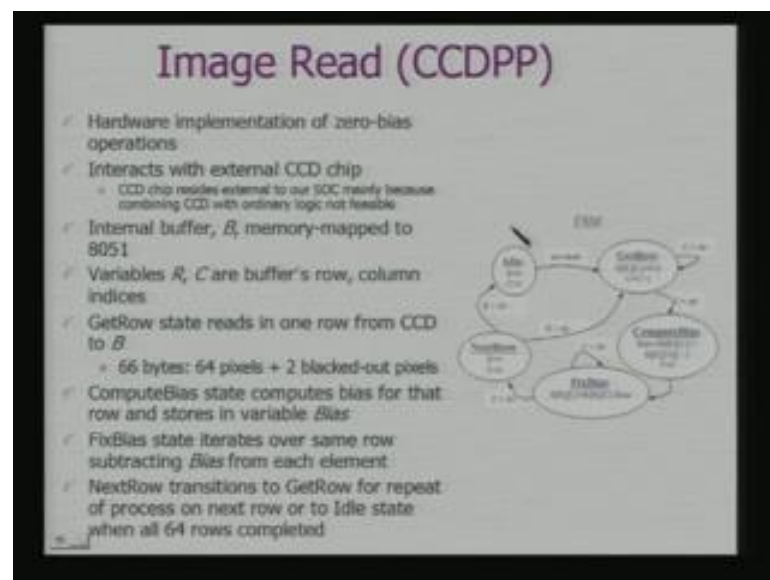 Image Read (CCDPP)
Hardware implementation of zero-bias
operations
Interacts with external CCD chip
CCD chip resides external to our SOC mainly because
combining CCD with ordinary logic not feasible
Internal buffer, B, memory-mapped to
8051
Variables R, C are buffer's row, column
indices
GetRow state reads in one row from CCD
to B
66 bytes: 64 pixels + 2 blacked-out pixels
ComputeBias state computes bias for that
row and stores in variable Bias
FixBias state iterates over same row
subtracting Bias from each element
NextRow transitions to GetRow for repeat
of process on next row or to Idle state
when all 64 rows completed
Idle
GetRow
ComputeBias
FixBias
NextRow